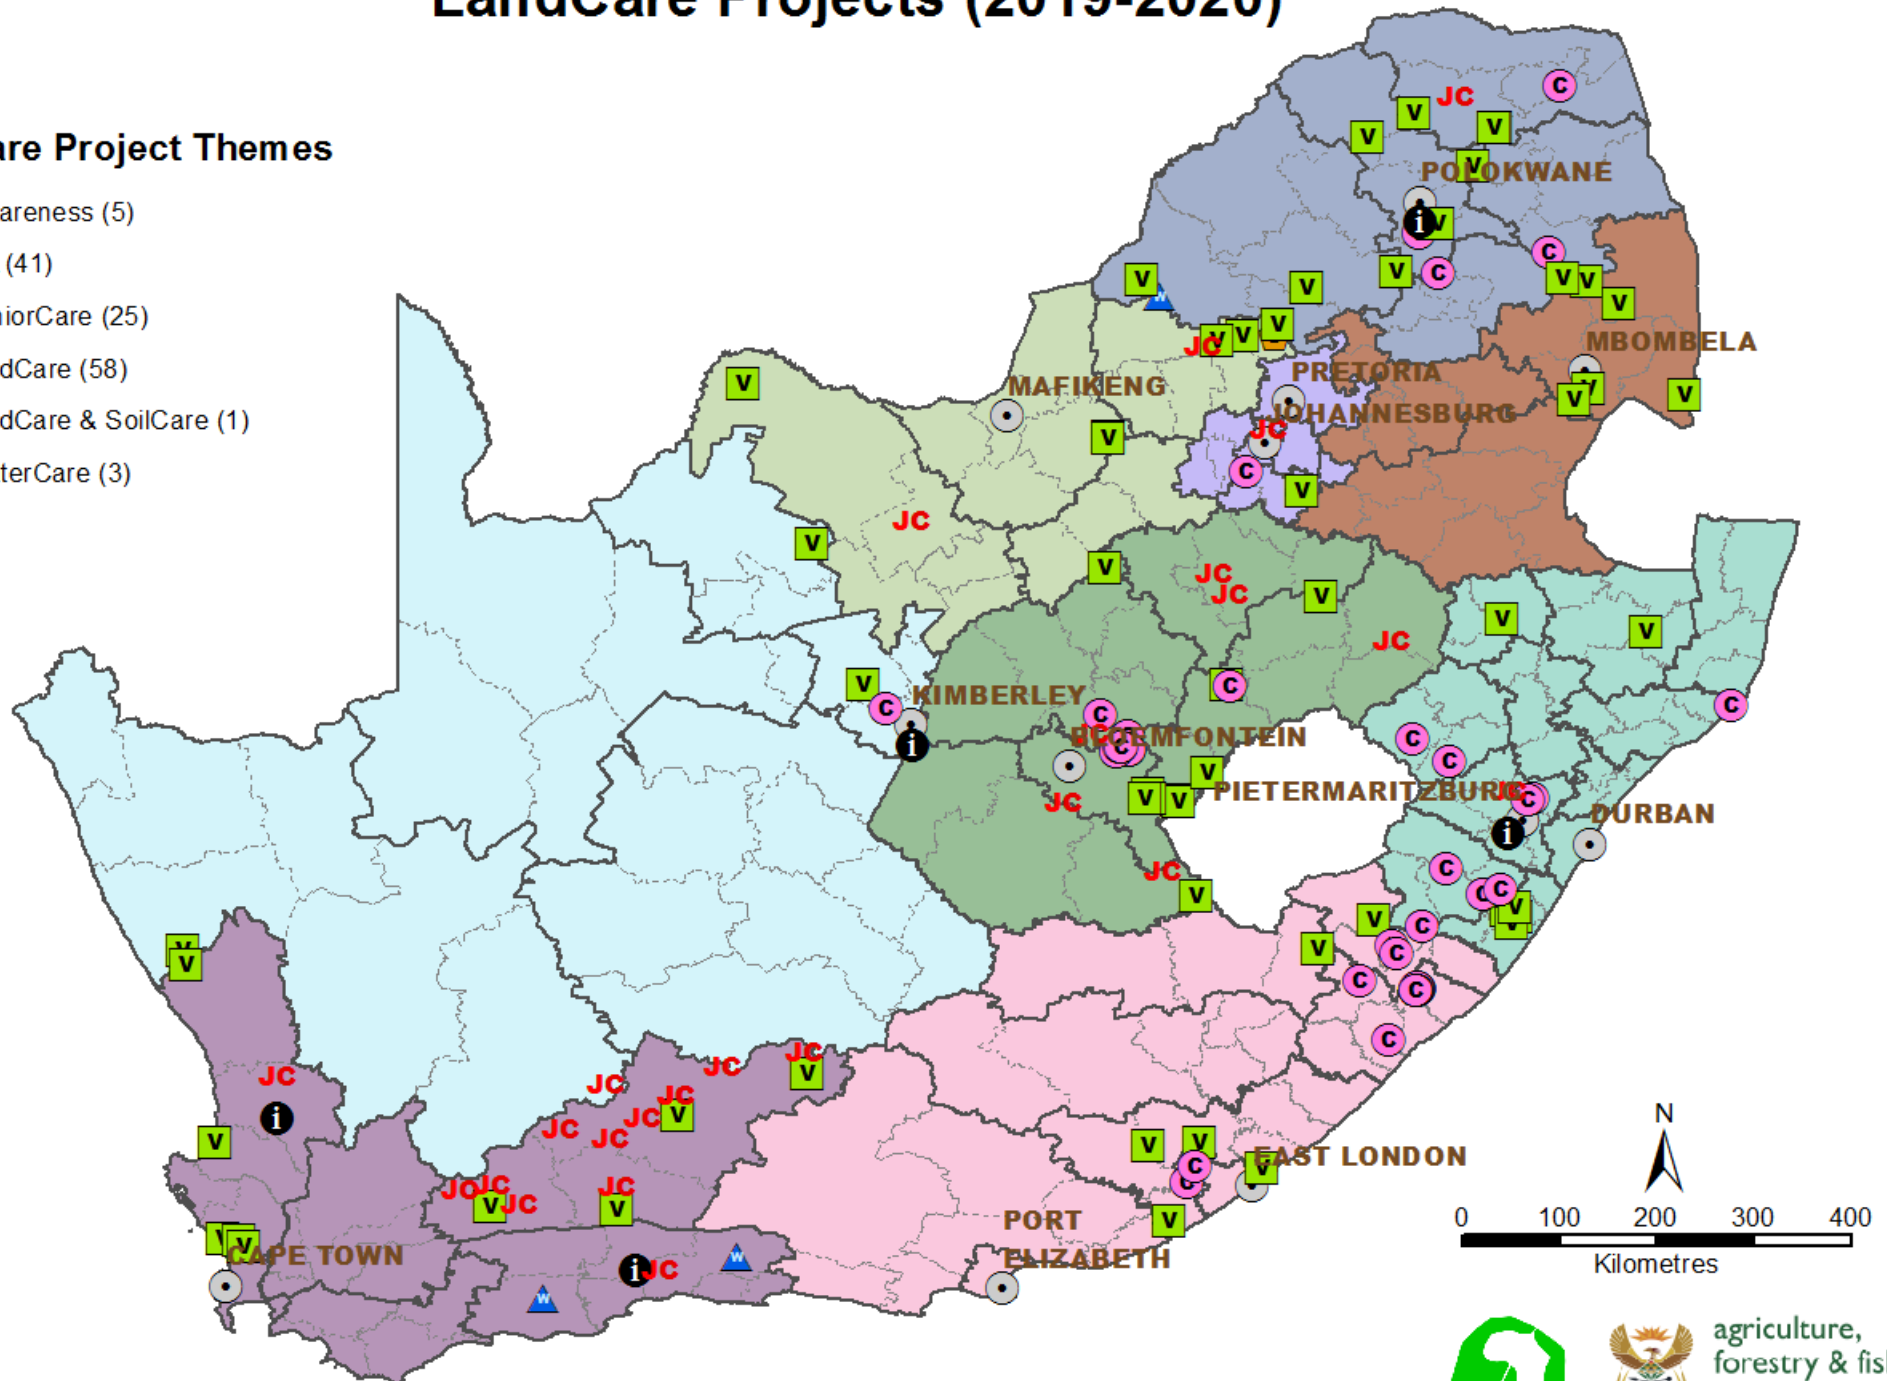 LandCare Projects (2019-2020)
are Project Themes
areness (5)
(41)
niorCare (25)
dCare (58)
dCare & SoilCare (1)
terCare (3)
POLOKWANE
MBOMBELA
PRETORIA
MAFIKENG
JOHANNESBURG
KIMBERLEY
BLOEMFONTEIN
PIETERMARITZBURG
DURBAN
EAST LONDON
PORT
ELIZABETH
CAPE TOWN
N
0 100 200 300 400
Kilometres
agriculture,
forestry & fis